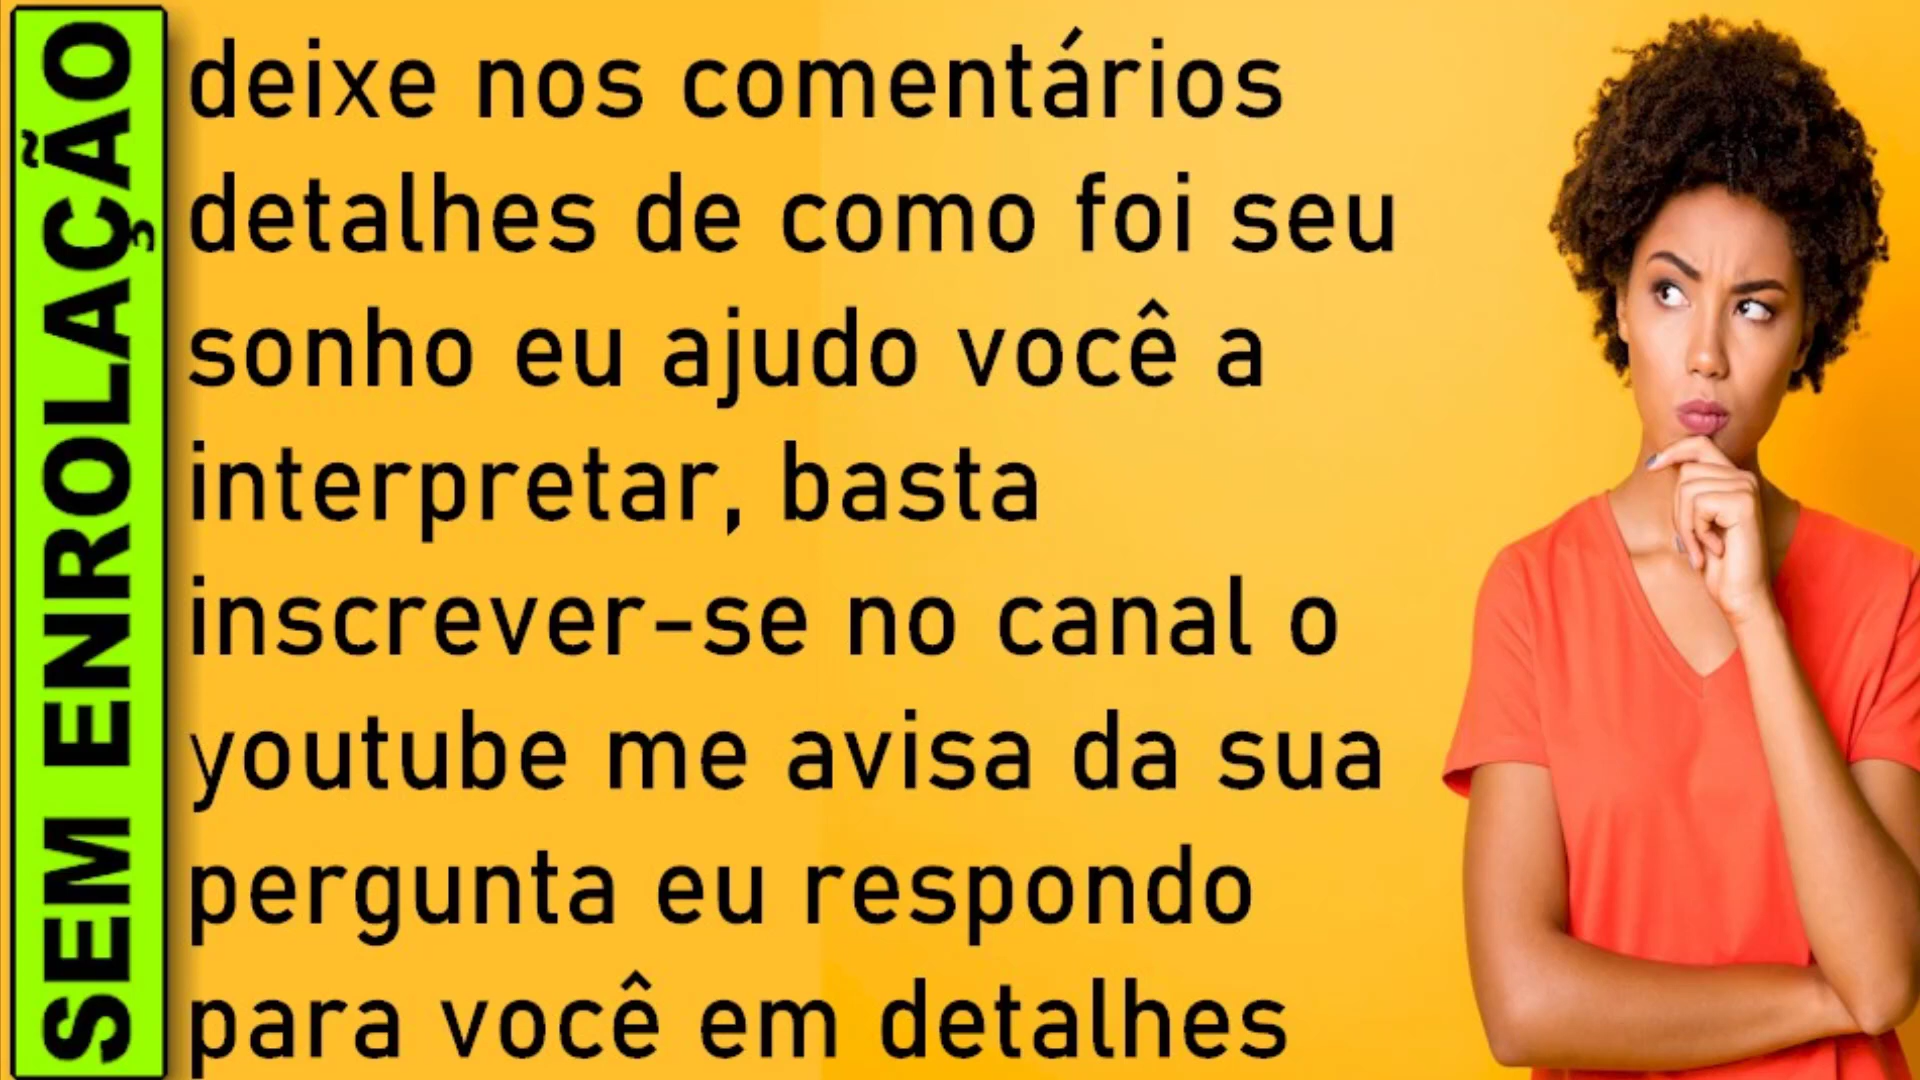 SEM ENROLAÇÃO
deixe nos comentários
detalhes de como foi seu
sonho eu ajudo você a
interpretar, basta
inscrever-se no canal o
youtube me avisa da sua
pergunta eu respondo
para você em detalhes